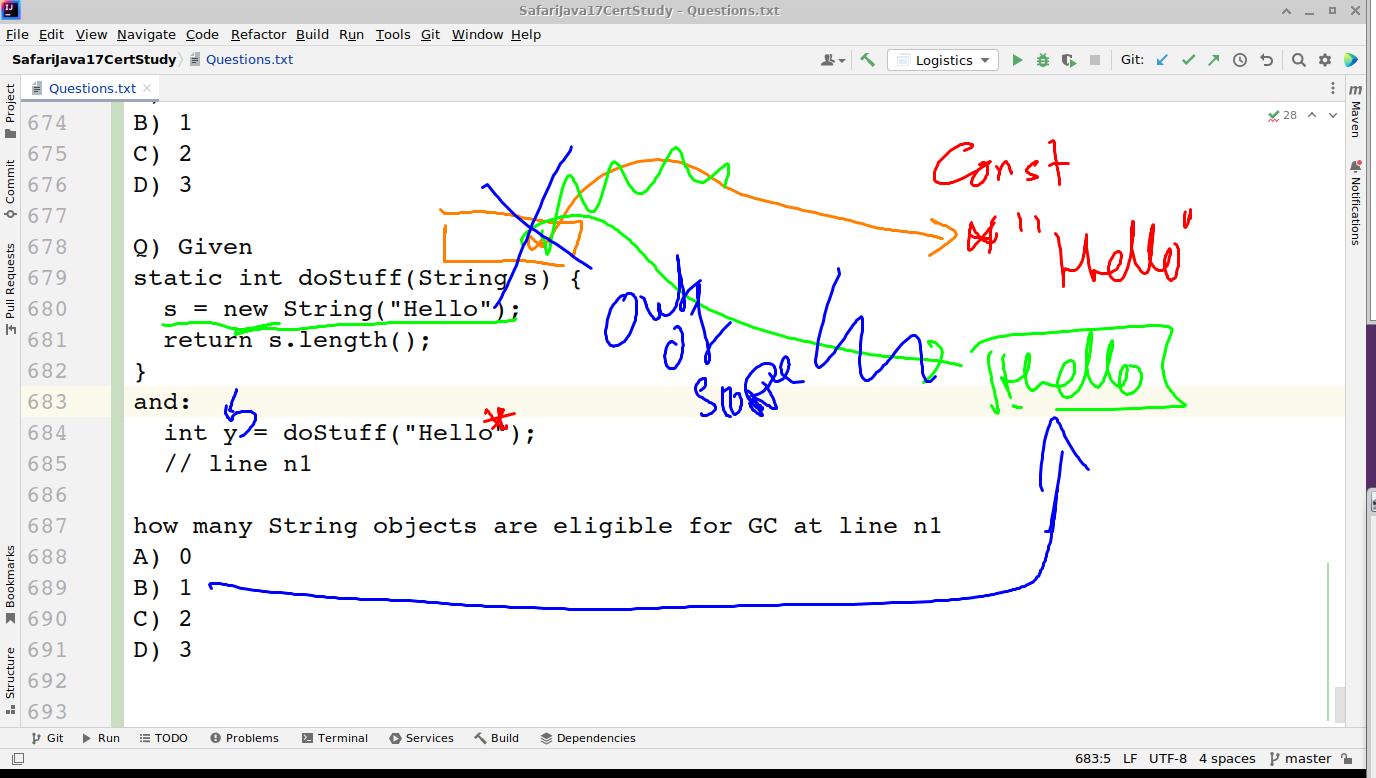 SafariJava17CertStudy – Questions.txt
File Edit View Navigate Code Refactor Build Run Tools Git Window Help
SafariJava17CertStudy Questions.txt Logistics Git:
Questions.txt
Project
Commit
Pull Requests
Bookmarks
Structure
Maven
Notifications
28
674 B) 1
675 C) 2
676 D) 3
677
678 Q) Given
679 static int doStuff(String s) {
680 s = new String("Hello");
681 return s.length();
682 }
683 and:
684 int y = doStuff("Hello");
685 // line n1
686
687 how many String objects are eligible for GC at line n1
688 A) 0
689 B) 1
690 C) 2
691 D) 3
692
693
Const
"Hello"
out
of
Hello
Git Run TODO Problems Terminal Services Build Dependencies
683:5 LF UTF-8 4 spaces master